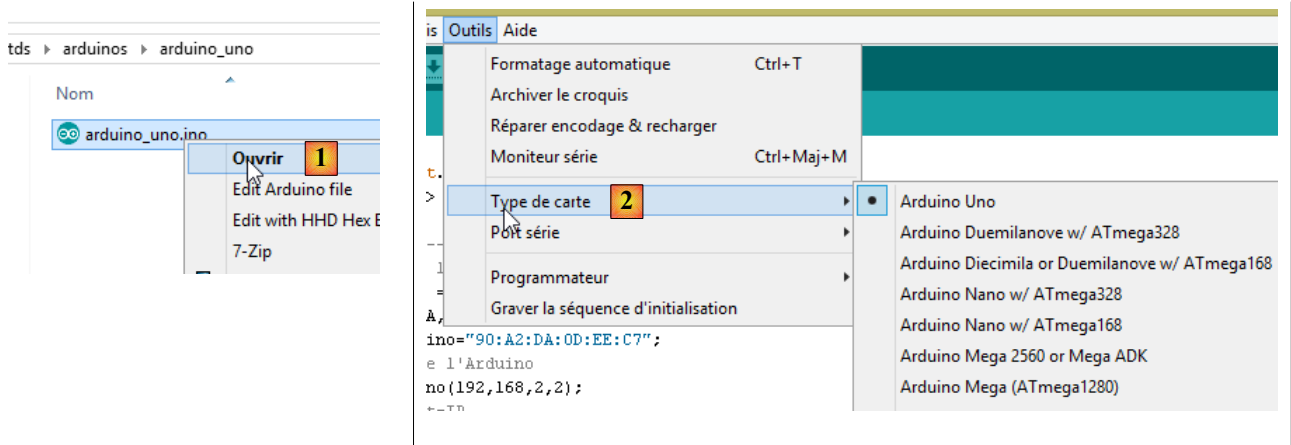 tds ▸ arduinos ▸ arduino_uno
Nom
arduino_uno.ino
Ouvrir 1
Edit Arduino file
Edit with HHD Hex E
7-Zip
is Outils Aide
Formatage automatique Ctrl+T
Archiver le croquis
Réparer encodage & recharger
Moniteur série Ctrl+Maj+M
t.
>
Type de carte 2
Port série
Programmateur
Graver la séquence d'initialisation
Arduino Uno
Arduino Duemilanove w/ ATmega328
Arduino Diecimila or Duemilanove w/ ATmega168
Arduino Nano w/ ATmega328
Arduino Nano w/ ATmega168
Arduino Mega 2560 or Mega ADK
Arduino Mega (ATmega1280)
A,
ino="90:A2:DA:0D:EE:C7";
e l'Arduino
no(192,168,2,2);